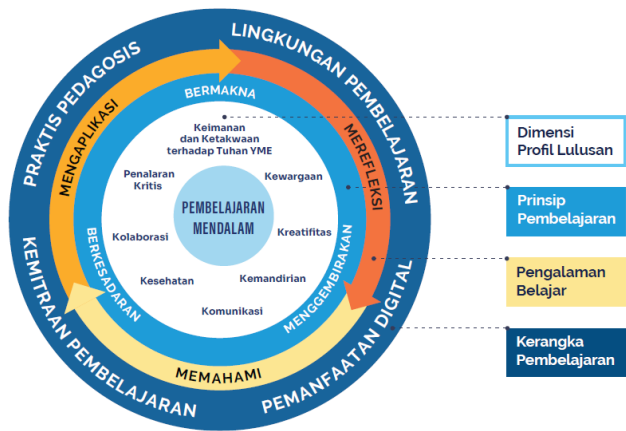 PRAKTIS PEDAGOSIS
LINGKUNGAN PEMBELAJARAN
KEMITRAAN PEMBELAJARAN
PEMANFAATAN DIGITAL
MENGAPLIKASI
MEREFLEKSI
MEMAHAMI
BERMAKNA
BERKESADARAN
MENGGEMBIRAKAN
Keimanan
dan Ketakwaan
terhadap Tuhan YME
Penalaran
Kritis
Kewargaan
Kolaborasi
Kreatifitas
Kesehatan
Kemandirian
Komunikasi
PEMBELAJARAN
MENDALAM
Dimensi
Profil Lulusan
Prinsip
Pembelajaran
Pengalaman
Belajar
Kerangka
Pembelajaran